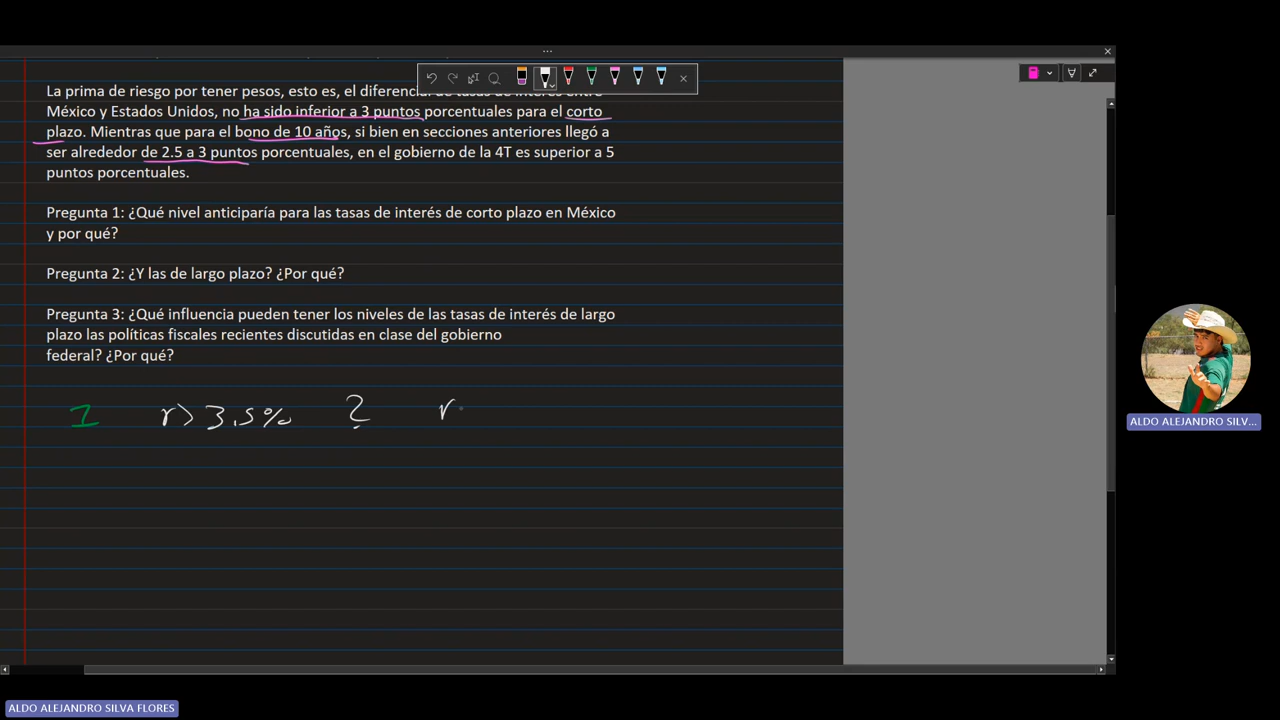 La prima de riesgo por tener pesos, esto es, el diferencial de tasas de interés entre
México y Estados Unidos, no ha sido inferior a 3 puntos porcentuales para el corto
plazo. Mientras que para el bono de 10 años, si bien en secciones anteriores llegó a
ser alrededor de 2.5 a 3 puntos porcentuales, en el gobierno de la 4T es superior a 5
puntos porcentuales.
Pregunta 1: ¿Qué nivel anticiparía para las tasas de interés de corto plazo en México
y por qué?
Pregunta 2: ¿Y las de largo plazo? ¿Por qué?
Pregunta 3: ¿Qué influencia pueden tener los niveles de las tasas de interés de largo
plazo las políticas fiscales recientes discutidas en clase del gobierno
federal? ¿Por qué?
1 r> 3.5% ? r
ALDO ALEJANDRO SILV...
ALDO ALEJANDRO SILVA FLORES